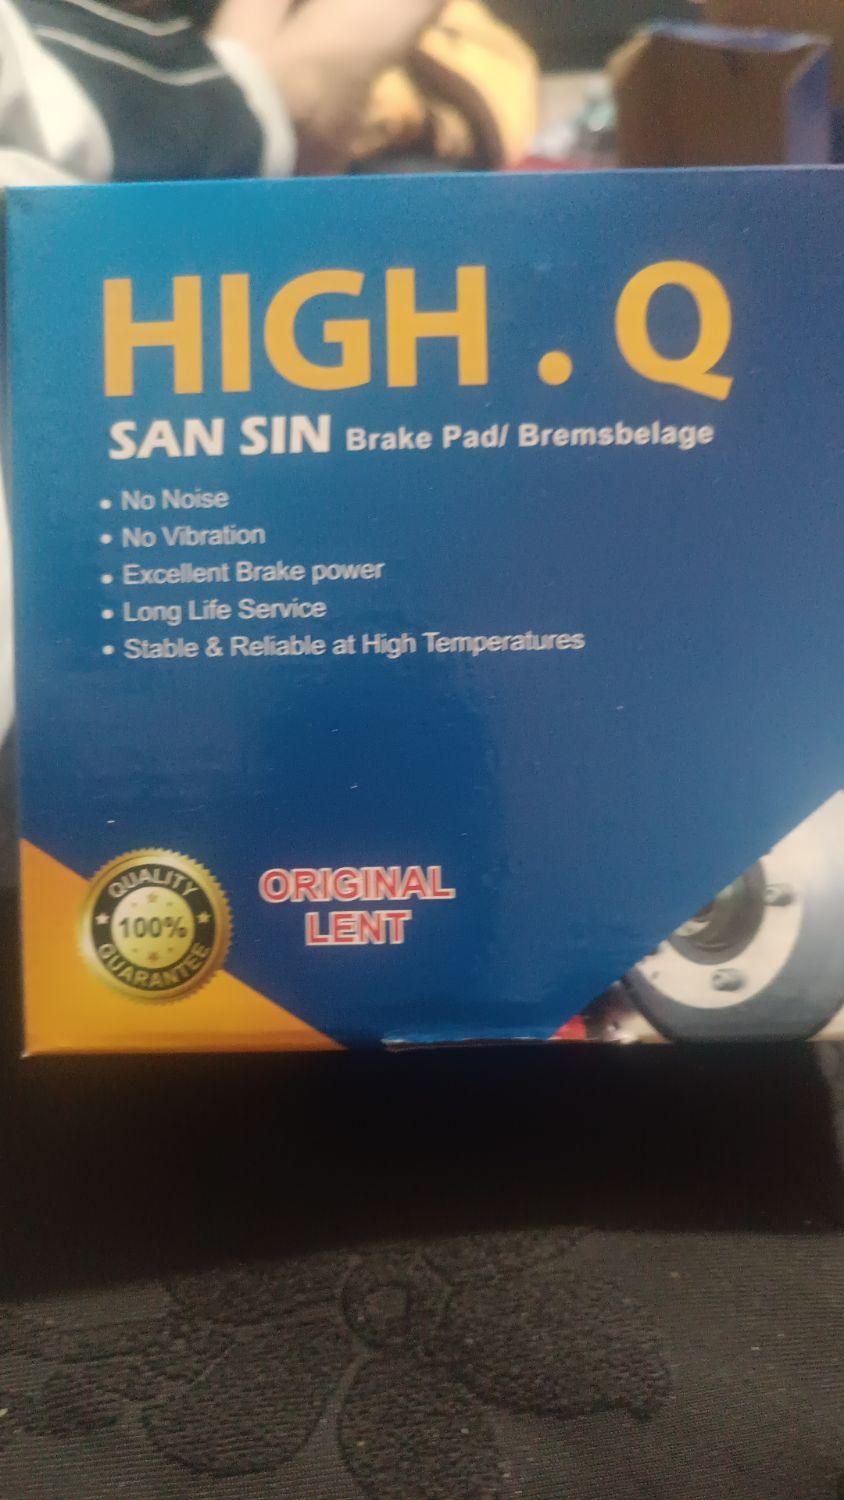 HIGH . Q
SAN SIN Brake Pad/ Bremsbelage
• No Noise
• No Vibration
• Excellent Brake power
• Long Life Service
• Stable & Reliable at High Temperatures
QUALITY
100%
GUARANTEE
ORIGINAL
LENT